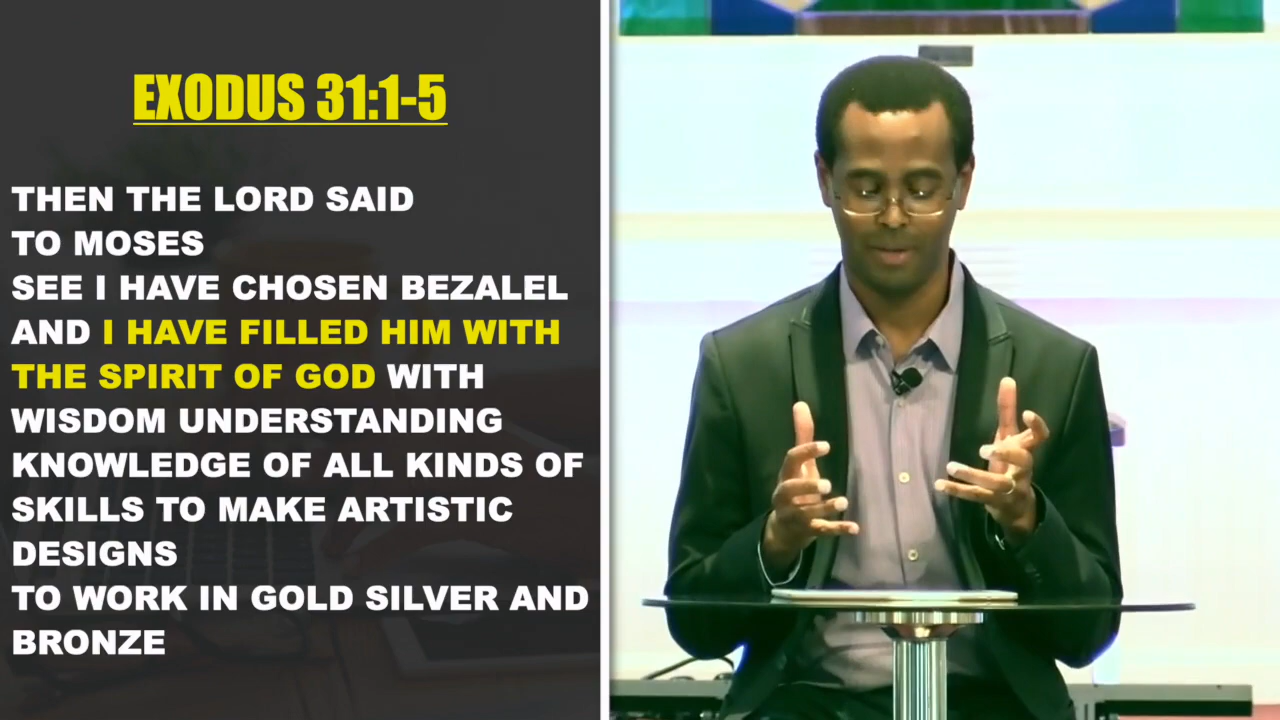 EXODUS 31:1-5
THEN THE LORD SAID
TO MOSES
SEE I HAVE CHOSEN BEZALEL
AND I HAVE FILLED HIM WITH
THE SPIRIT OF GOD WITH
WISDOM UNDERSTANDING
KNOWLEDGE OF ALL KINDS OF
SKILLS TO MAKE ARTISTIC
DESIGNS
TO WORK IN GOLD SILVER AND
BRONZE